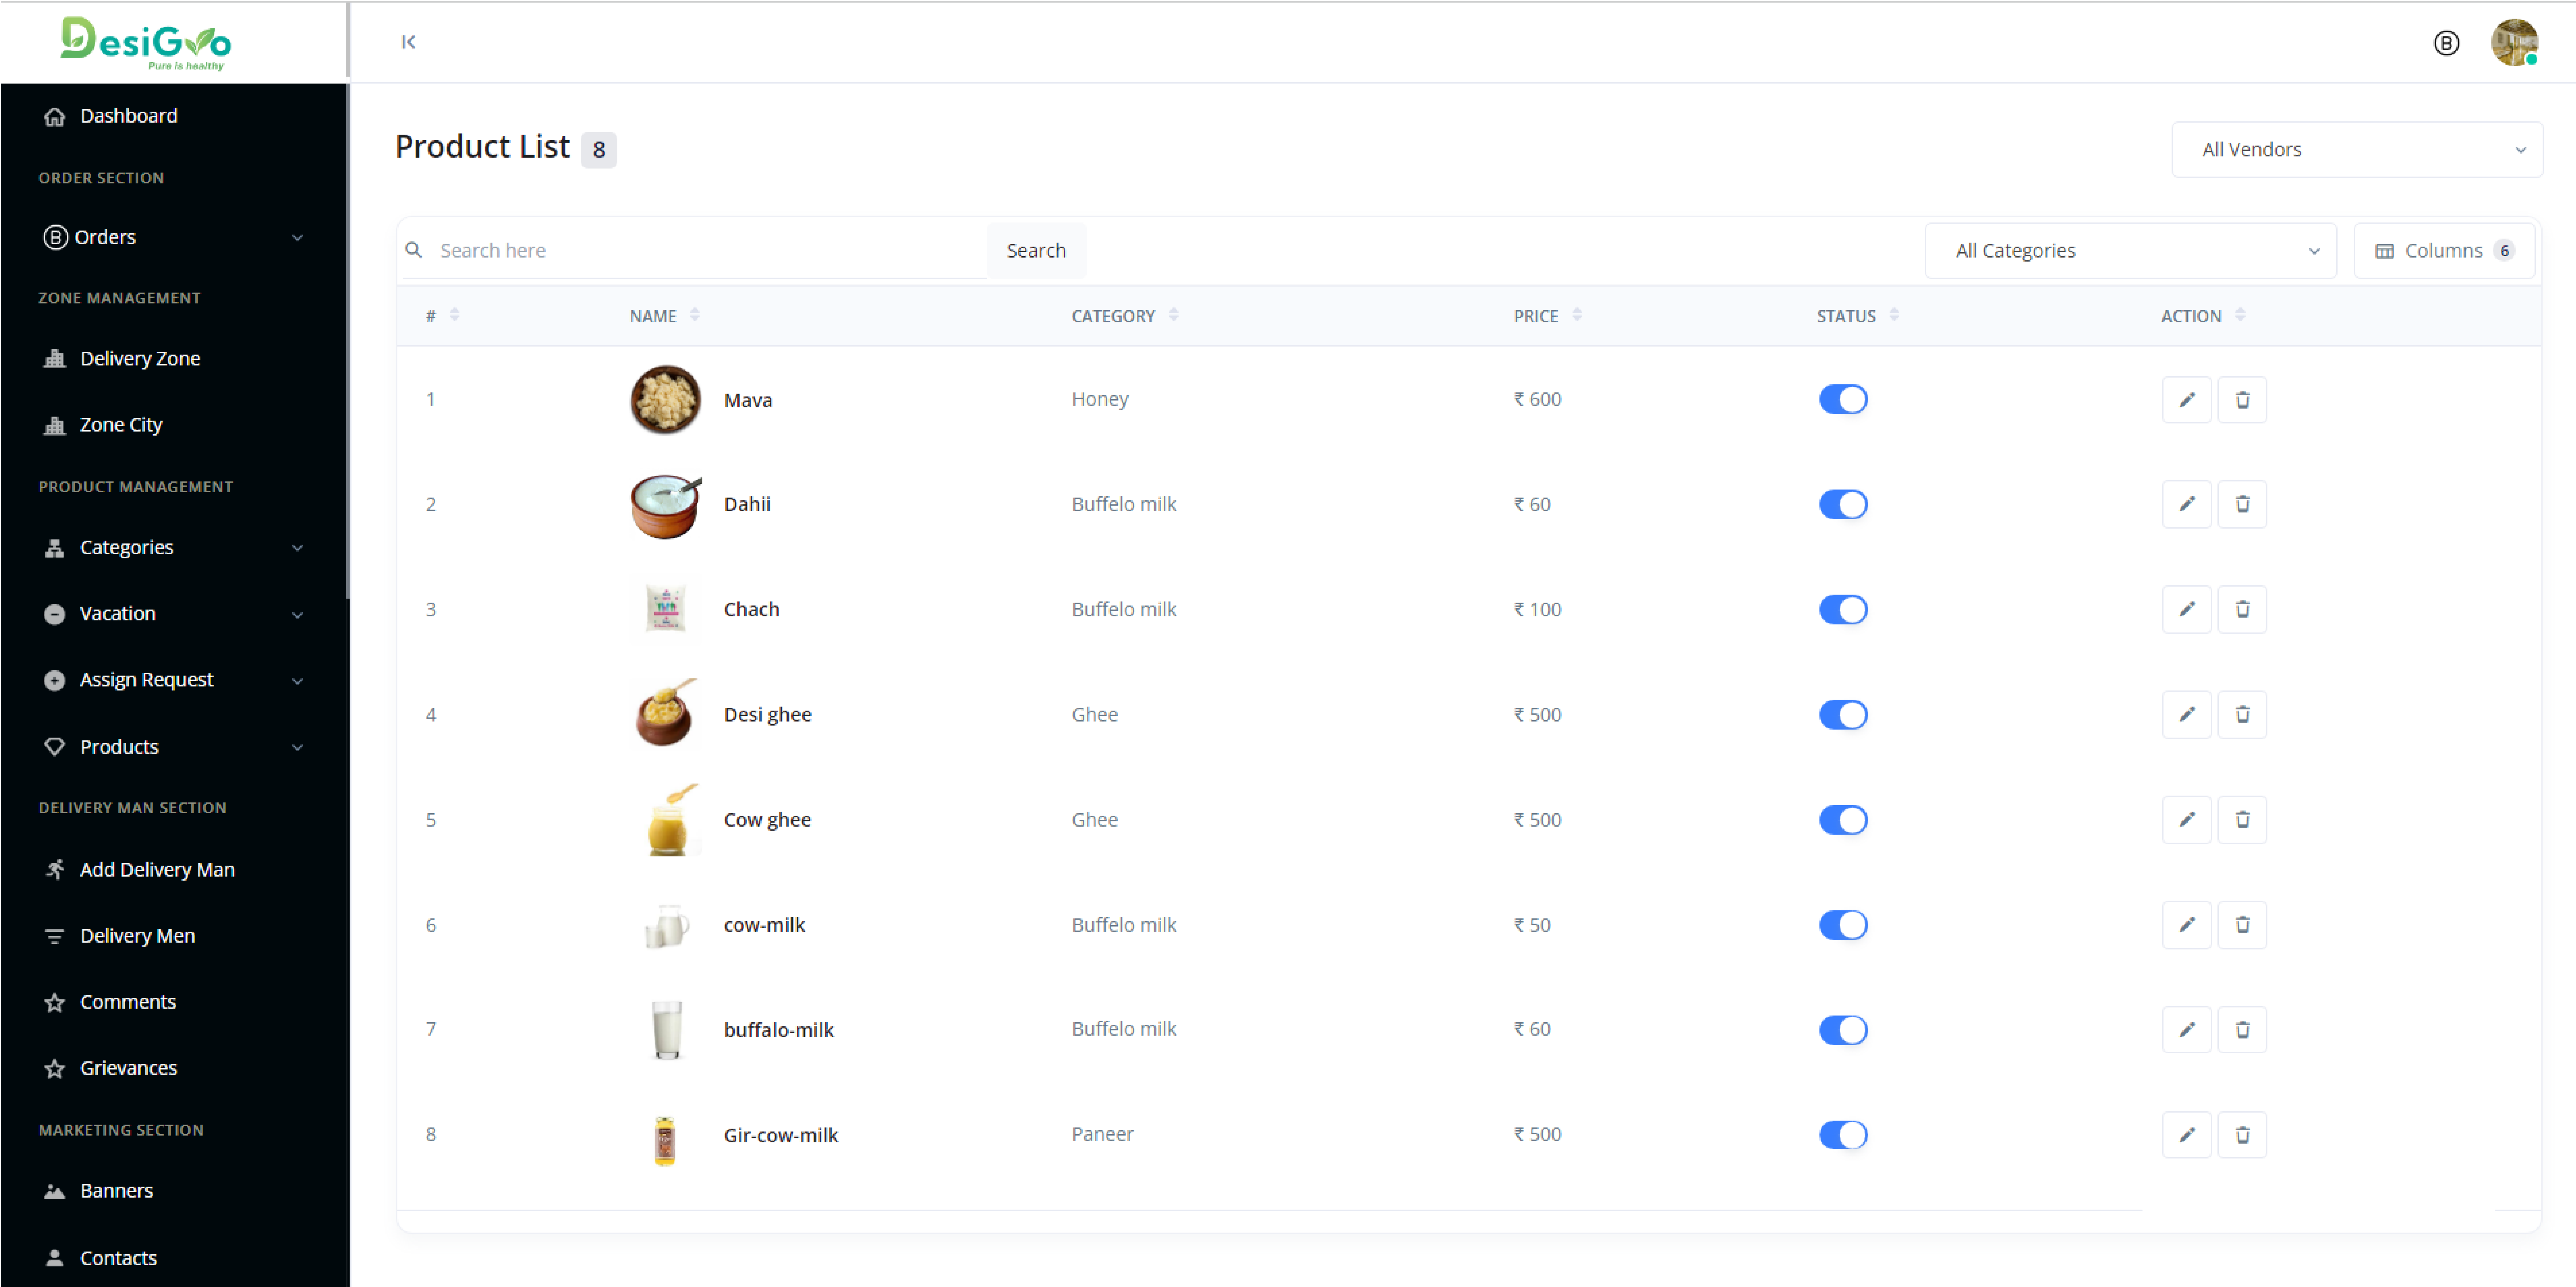 DesiGo
Pure is healthy
Dashboard
ORDER SECTION
Orders
ZONE MANAGEMENT
Delivery Zone
Zone City
PRODUCT MANAGEMENT
Categories
Vacation
Assign Request
Products
DELIVERY MAN SECTION
Add Delivery Man
Delivery Men
Comments
Grievances
MARKETING SECTION
Banners
Contacts
B
Product List 8
All Vendors
Search here Search All Categories Columns 6
# NAME CATEGORY PRICE STATUS ACTION
1 Mava Honey ₹ 600
2 Dahii Buffelo milk ₹ 60
3 Chach Buffelo milk ₹ 100
4 Desi ghee Ghee ₹ 500
5 Cow ghee Ghee ₹ 500
6 cow-milk Buffelo milk ₹ 50
7 buffalo-milk Buffelo milk ₹ 60
8 Gir-cow-milk Paneer ₹ 500